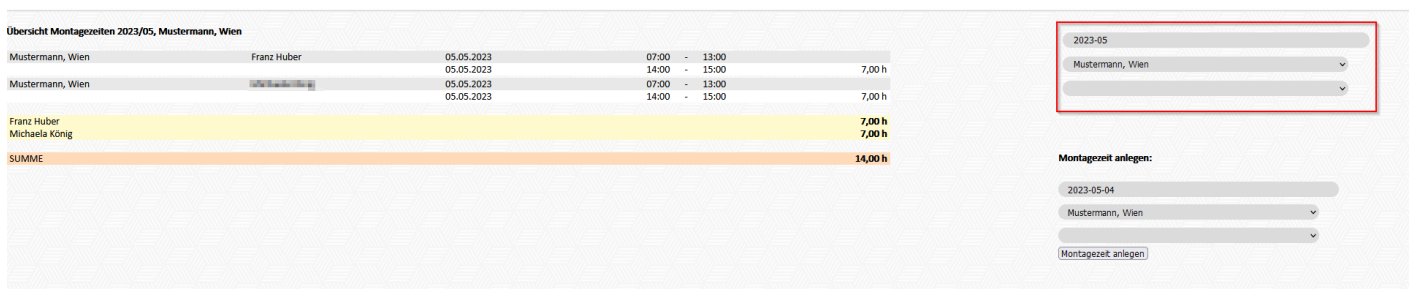 Übersicht Montagezeiten 2023/05, Mustermann, Wien
Mustermann, Wien Franz Huber 05.05.2023 07:00 - 13:00
05.05.2023 14:00 - 15:00 7,00 h
Mustermann, Wien 05.05.2023 07:00 - 13:00
05.05.2023 14:00 - 15:00 7,00 h
Franz Huber 7,00 h
Michaela König 7,00 h
SUMME 14,00 h
2023-05
Mustermann, Wien
Montagezeit anlegen:
2023-05-04
Mustermann, Wien
Montagezeit anlegen